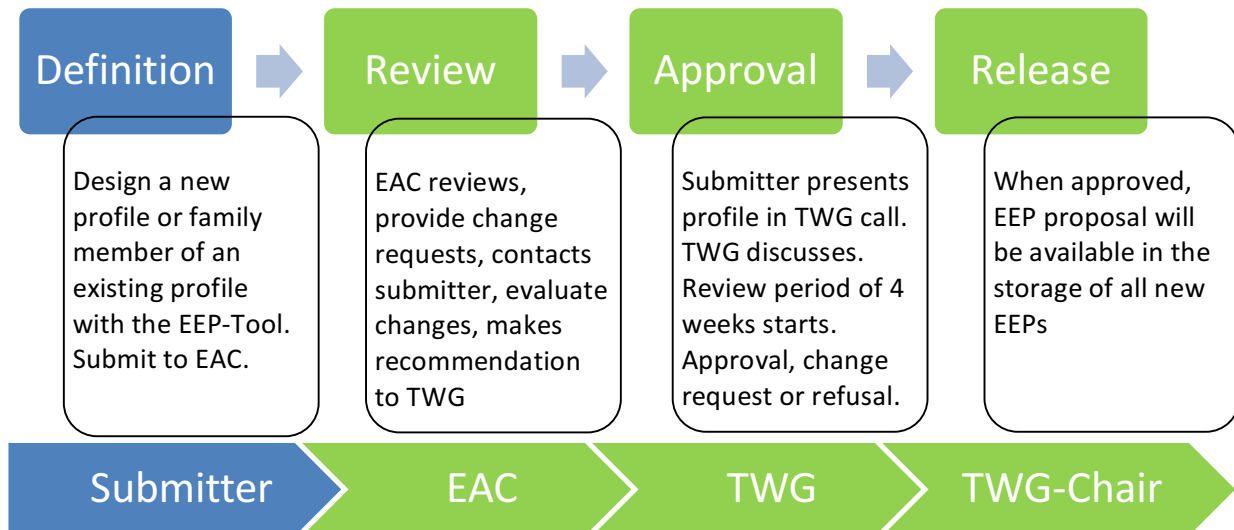 Definition
Review
Approval
Release
Design a new
profile or family
member of an
existing profile
with the EEP-Tool.
Submit to EAC.
EAC reviews,
provide change
requests, contacts
submitter, evaluate
changes, makes
recommendation
to TWG
Submitter presents
profile in TWG call.
TWG discusses.
Review period of 4
weeks starts.
Approval, change
request or refusal.
When approved,
EEP proposal will
be available in the
storage of all new
EEPs
Submitter
EAC
TWG
TWG-Chair